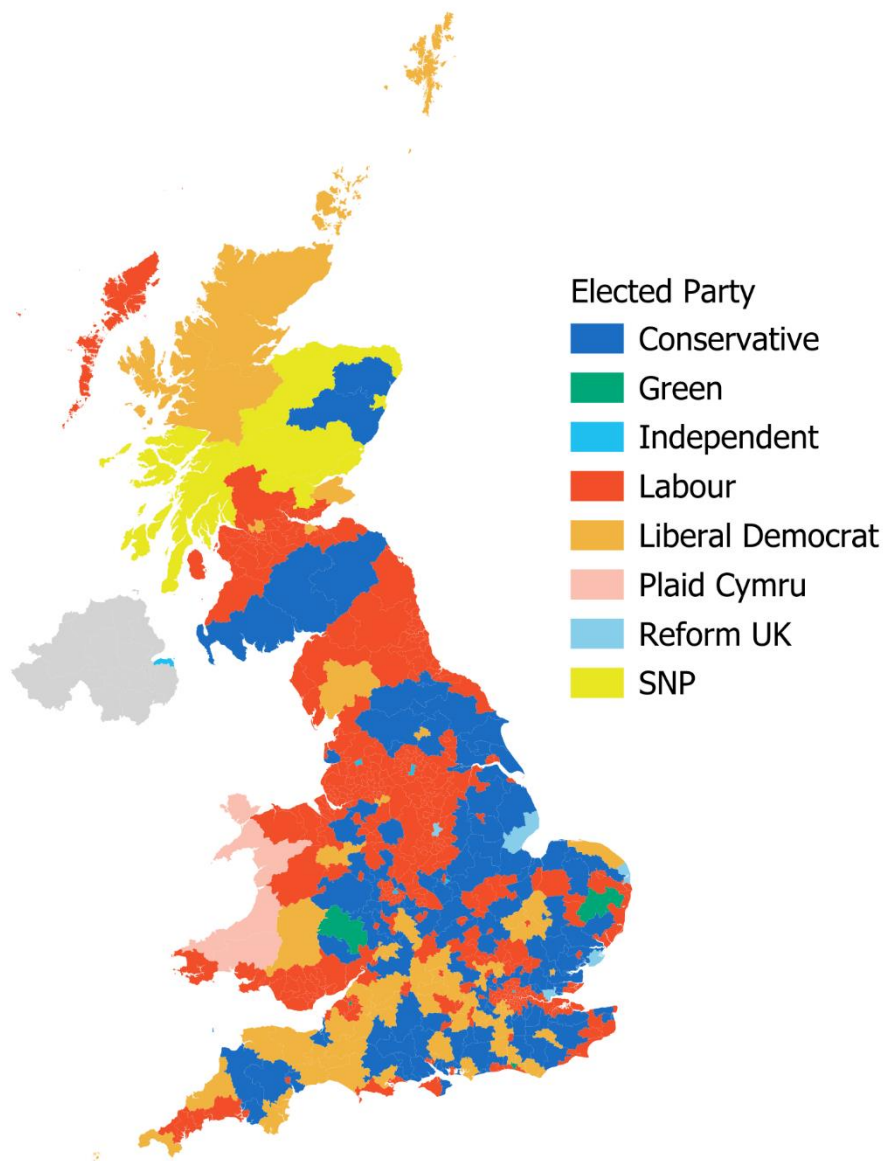 Elected Party
Conservative
Green
Independent
Labour
Liberal Democrat
Plaid Cymru
Reform UK
SNP